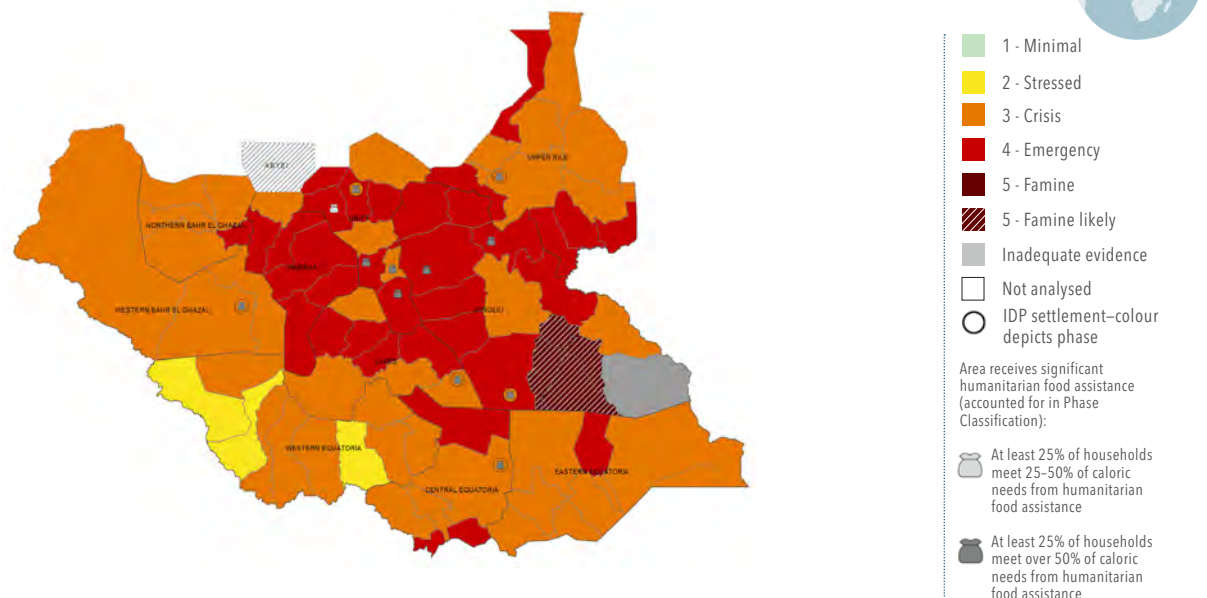 1 - Minimal
2 - Stressed
3 - Crisis
4 - Emergency
5 - Famine
5 - Famine likely
Inadequate evidence
Not analysed
IDP settlement–colour
depicts phase
Area receives significant
humanitarian food assistance
(accounted for in Phase
Classification):
At least 25% of households
meet 25–50% of caloric
needs from humanitarian
food assistance
At least 25% of households
meet over 50% of caloric
needs from humanitarian
food assistance
ABYEI
UPPER NILE
NORTHERN BAHR EL GHAZAL
WARRAP
WESTERN BAHR EL GHAZAL
JONGLEI
LAKES
WESTERN EQUATORIA
EASTERN EQUATORIA
CENTRAL EQUATORIA